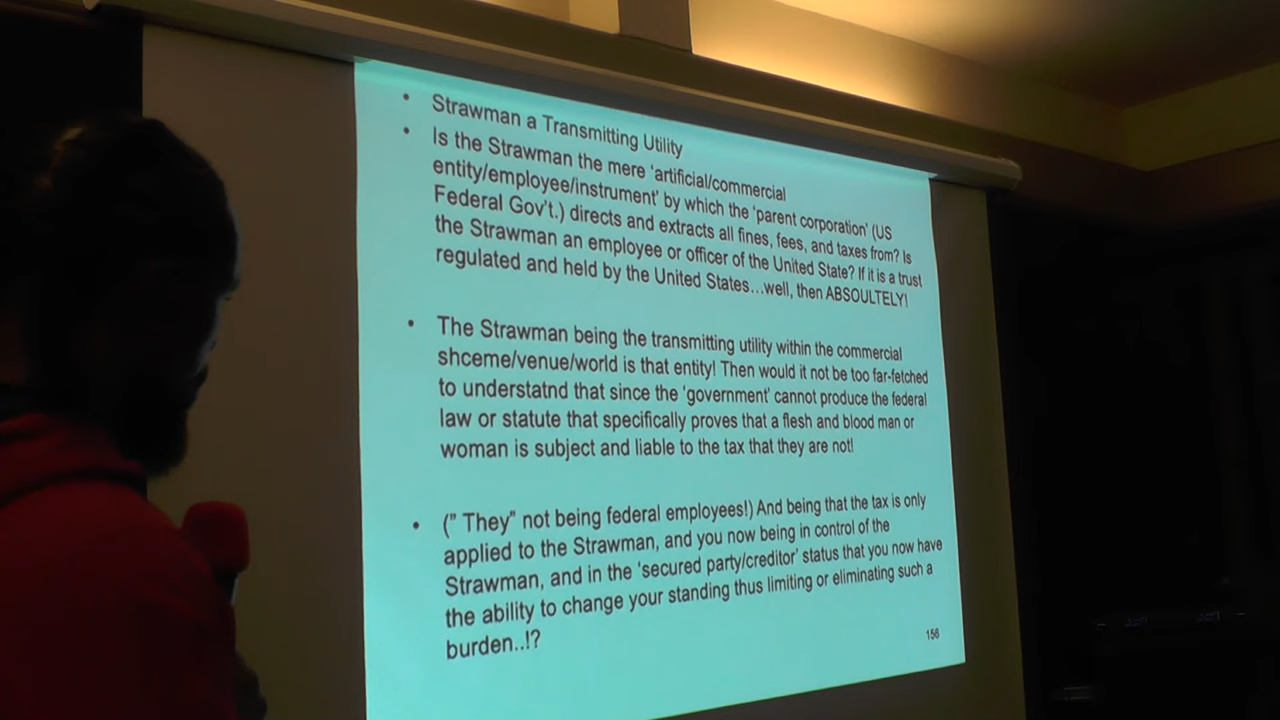 • Strawman a Transmitting Utility
• Is the Strawman the mere 'artificial/commercial
entity/employee/instrument' by which the 'parent corporation' (US
Federal Gov't.) directs and extracts all fines, fees, and taxes from? Is
the Strawman an employee or officer of the United State? If it is a trust
regulated and held by the United States...well, then ABSOULTELY!
• The Strawman being the transmitting utility within the commercial
shceme/venue/world is that entity! Then would it not be too far-fetched
to understatnd that since the 'government' cannot produce the federal
law or statute that specifically proves that a flesh and blood man or
woman is subject and liable to the tax that they are not!
• (" They" not being federal employees!) And being that the tax is only
applied to the Strawman, and you now being in control of the
Strawman, and in the 'secured party/creditor' status that you now have
the ability to change your standing thus limiting or eliminating such a
burden..!?
156